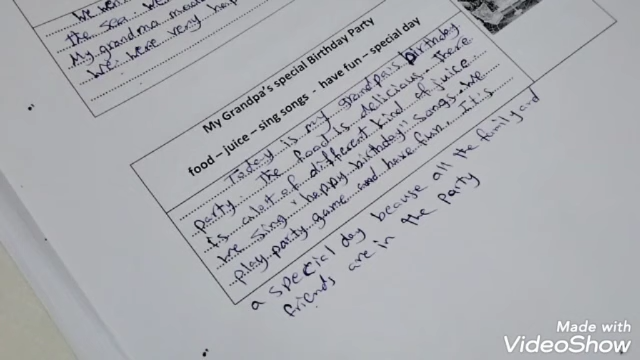 We wen
the sea we
My grandma mea
we were very hap
My Grandpa's special Birthday Party
food – juice – sing songs - have fun – special day
Today is my grandpa's birthday
party the food is delicious. There
is a lot of different kind of juice
we sing "happy birthday" songs. we
play party game and have fun. It's
a special day because all the family and
friends are in the party
Made with
VideoShow